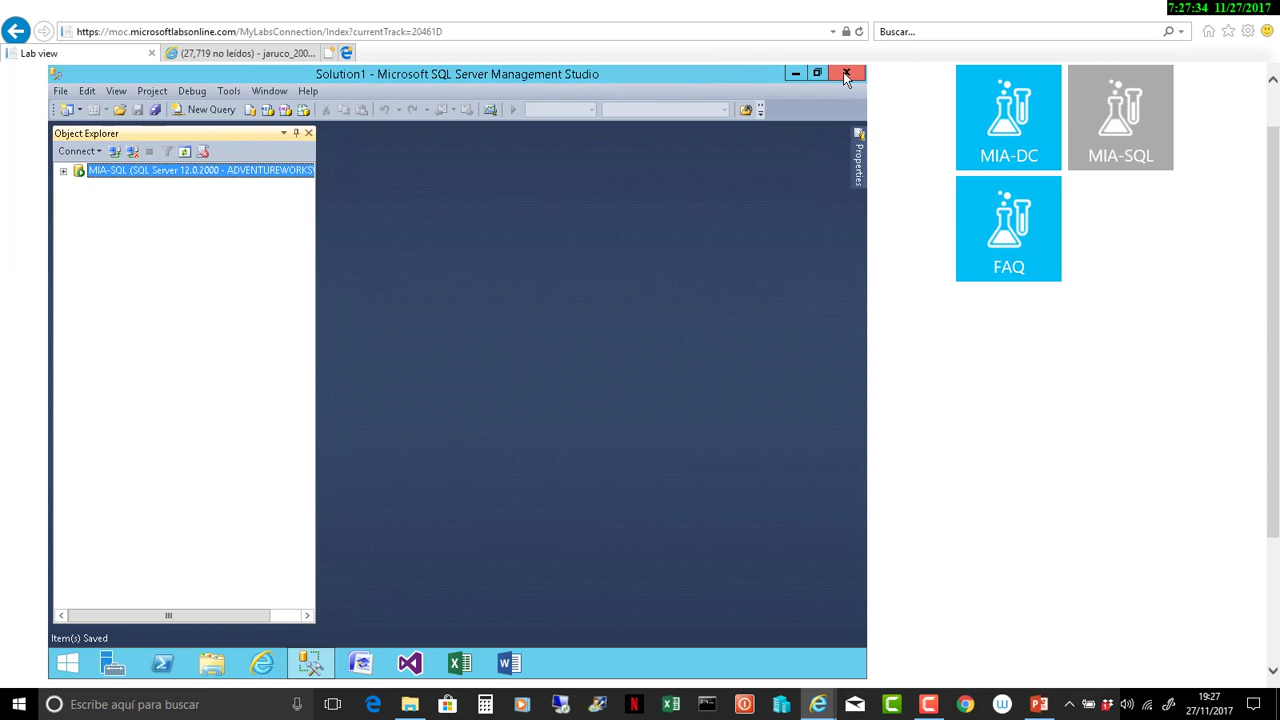 7:27:34 11/27/2017
https://moc.microsoftlabsonline.com/MyLabsConnection/Index?currentTrack=20461D
Buscar...
Lab view
(27,719 no leídos) - jaruco_200...
Solution1 - Microsoft SQL Server Management Studio
File Edit View Project Debug Tools Window Help
New Query
Object Explorer
Connect
MIA-SQL (SQL Server 12.0.2000 - ADVENTUREWORKS
Properties
MIA-DC
MIA-SQL
FAQ
Item(s) Saved
Escribe aquí para buscar
19:27
27/11/2017